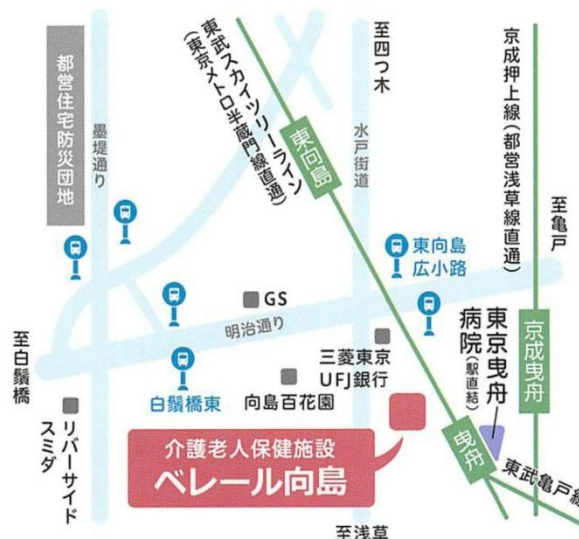 都営住宅防災団地
墨堤通り
東武スカイツリーライン
(東京メトロ半蔵門線直通)
至四つ木
水戸街道
東向島
京成押上線(都営浅草線直通)
至亀戸
東向島
広小路
GS
明治通り
至白鬚橋
白鬚橋東
向島百花園
三菱東京
UFJ銀行
東京曳舟
病院(駅直結)
京成曳舟
曳舟
東武亀戸線
リバーサイド
スミダ
介護老人保健施設
ベレール向島
至浅草